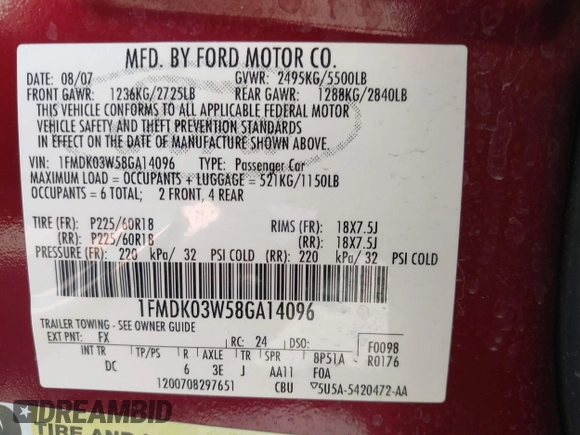 MFD. BY FORD MOTOR CO.
DATE: 08/07 GVWR: 2495KG/5500LB
FRONT GAWR: 1236KG/2725LB REAR GAWR: 1288KG/2840LB
THIS VEHICLE CONFORMS TO ALL APPLICABLE FEDERAL MOTOR
VEHICLE SAFETY AND THEFT PREVENTION STANDARDS
IN EFFECT ON THE DATE OF MANUFACTURE SHOWN ABOVE.
VIN: 1FMDK03W58GA14096 TYPE: Passenger Car
MAXIMUM LOAD = OCCUPANTS + LUGGAGE = 521KG/1150LB
OCCUPANTS = 6 TOTAL; 2 FRONT, 4 REAR
TIRE (FR): P225/60R18 RIMS (FR): 18X7.5J
(RR): P225/60R18 (RR): 18X7.5J
PRESSURE (FR): 220 kPa/ 32 PSI COLD (RR): 220 kPa/ 32 PSI COLD
1FMDK03W58GA14096
TRAILER TOWING - SEE OWNER GUIDE
EXT PNT: FX RC: 24 DSO: F0098
INT TR TP/PS R AXLE TR SPR 8P51A R0176
DC 6 3E J AA11 F0A
1200708297651 CBU 5U5A-5420472-AA
DREAMBID
TIRE AND